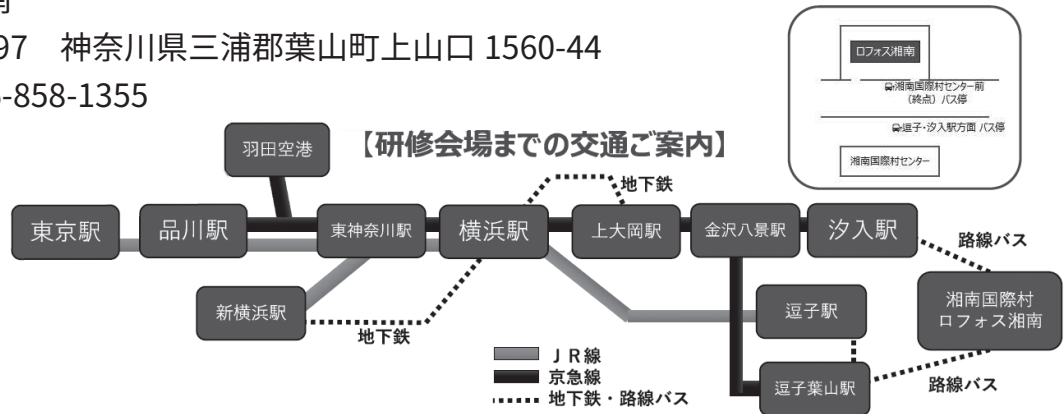 97　神奈川県三浦郡葉山町上山口 1560-44
-858-1355
【研修会場までの交通ご案内】
ロフォス湘南
湘南国際村センター前
（終点）バス停
逗子・汐入駅方面 バス停
湘南国際村センター
羽田空港
地下鉄
東京駅
品川駅
東神奈川駅
横浜駅
上大岡駅
金沢八景駅
汐入駅
路線バス
新横浜駅
地下鉄
逗子駅
湘南国際村
ロフォス湘南
ＪＲ線
京急線
地下鉄・路線バス
逗子葉山駅
路線バス